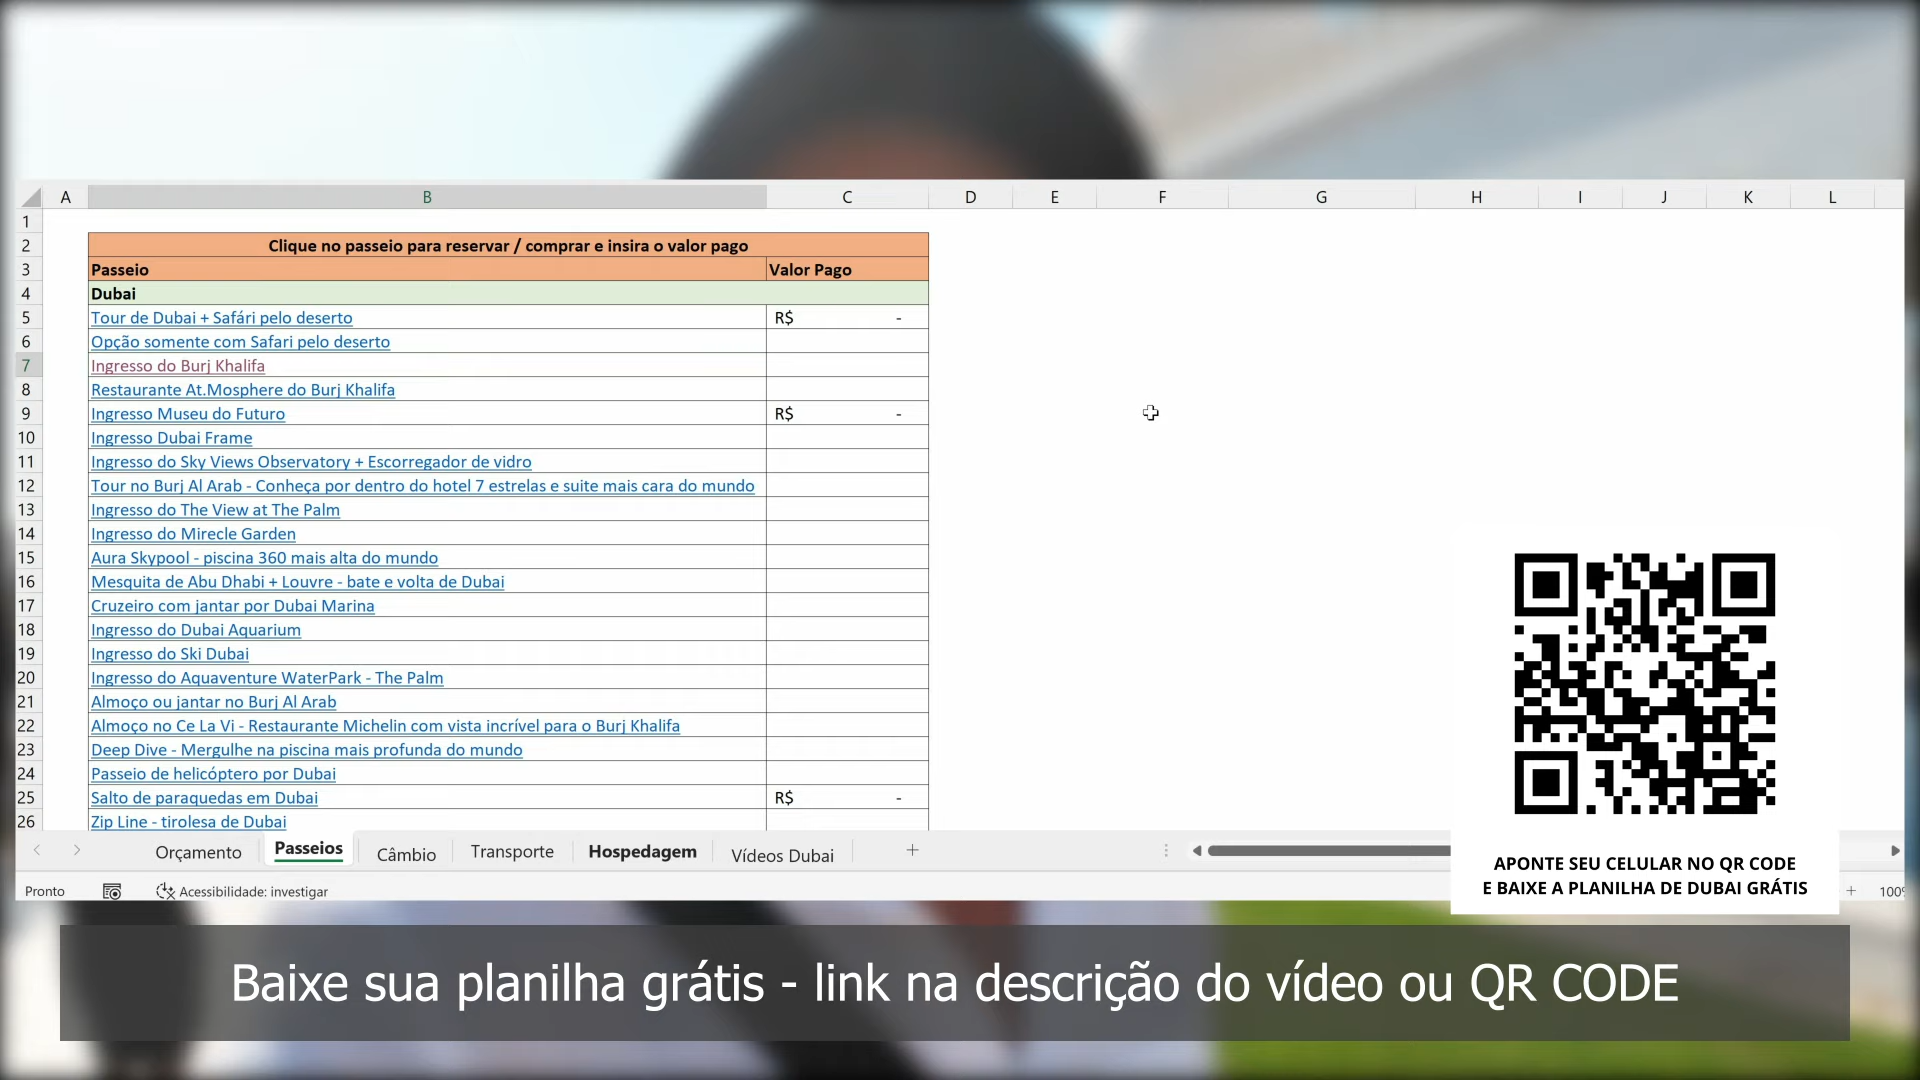 A B C D E F G H I J K L
1
2 Clique no passeio para reservar / comprar e insira o valor pago
3 Passeio Valor Pago
4 Dubai
5 Tour de Dubai + Safári pelo deserto R$ -
6 Opção somente com Safari pelo deserto
7 Ingresso do Burj Khalifa
8 Restaurante At.Mosphere do Burj Khalifa
9 Ingresso Museu do Futuro R$ -
10 Ingresso Dubai Frame
11 Ingresso do Sky Views Observatory + Escorregador de vidro
12 Tour no Burj Al Arab - Conheça por dentro do hotel 7 estrelas e suite mais cara do mundo
13 Ingresso do The View at The Palm
14 Ingresso do Mirecle Garden
15 Aura Skypool - piscina 360 mais alta do mundo
16 Mesquita de Abu Dhabi + Louvre - bate e volta de Dubai
17 Cruzeiro com jantar por Dubai Marina
18 Ingresso do Dubai Aquarium
19 Ingresso do Ski Dubai
20 Ingresso do Aquaventure WaterPark - The Palm
21 Almoço ou jantar no Burj Al Arab
22 Almoço no Ce La Vi - Restaurante Michelin com vista incrível para o Burj Khalifa
23 Deep Dive - Mergulhe na piscina mais profunda do mundo
24 Passeio de helicóptero por Dubai
25 Salto de paraquedas em Dubai R$ -
26 Zip Line - tirolesa de Dubai
Orçamento Passeios Câmbio Transporte Hospedagem Vídeos Dubai +
Pronto Acessibilidade: investigar + 100%
APONTE SEU CELULAR NO QR CODE
E BAIXE A PLANILHA DE DUBAI GRÁTIS
Baixe sua planilha grátis - link na descrição do vídeo ou QR CODE